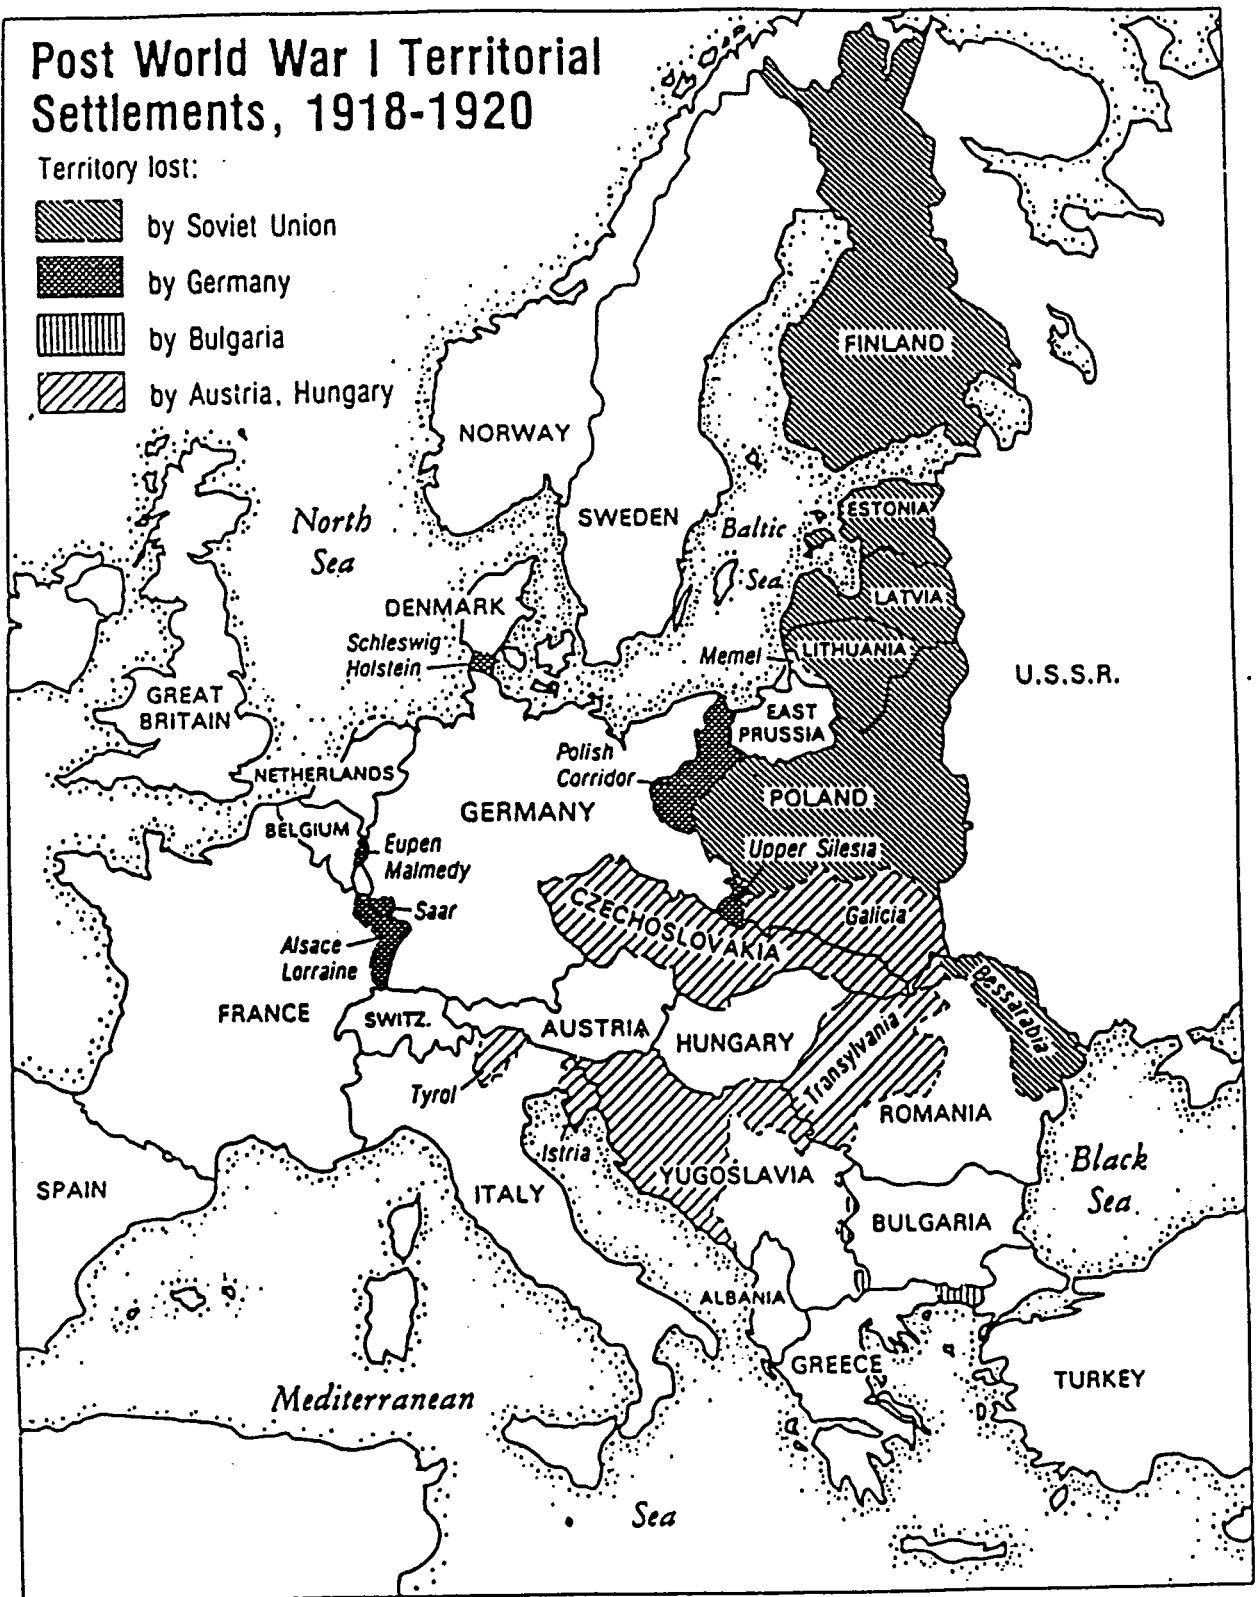 Post World War I Territorial
Settlements, 1918-1920
Territory lost:
by Soviet Union
by Germany
by Bulgaria
by Austria, Hungary
FINLAND
NORWAY
SWEDEN
North
Sea
Baltic
Sea
ESTONIA
LATVIA
LITHUANIA
DENMARK
Schleswig
Holstein
Memel
U.S.S.R.
GREAT
BRITAIN
EAST
PRUSSIA
Polish
Corridor
NETHERLANDS
GERMANY
POLAND
BELGIUM
Eupen
Malmedy
Upper Silesia
Saar
CZECHOSLOVAKIA
Galicia
Alsace
Lorraine
Bessarabia
FRANCE
SWITZ.
AUSTRIA
HUNGARY
Transylvania
Tyrol
ROMANIA
Istria
YUGOSLAVIA
Black
Sea
SPAIN
ITALY
BULGARIA
ALBANIA
GREECE
TURKEY
Mediterranean
Sea